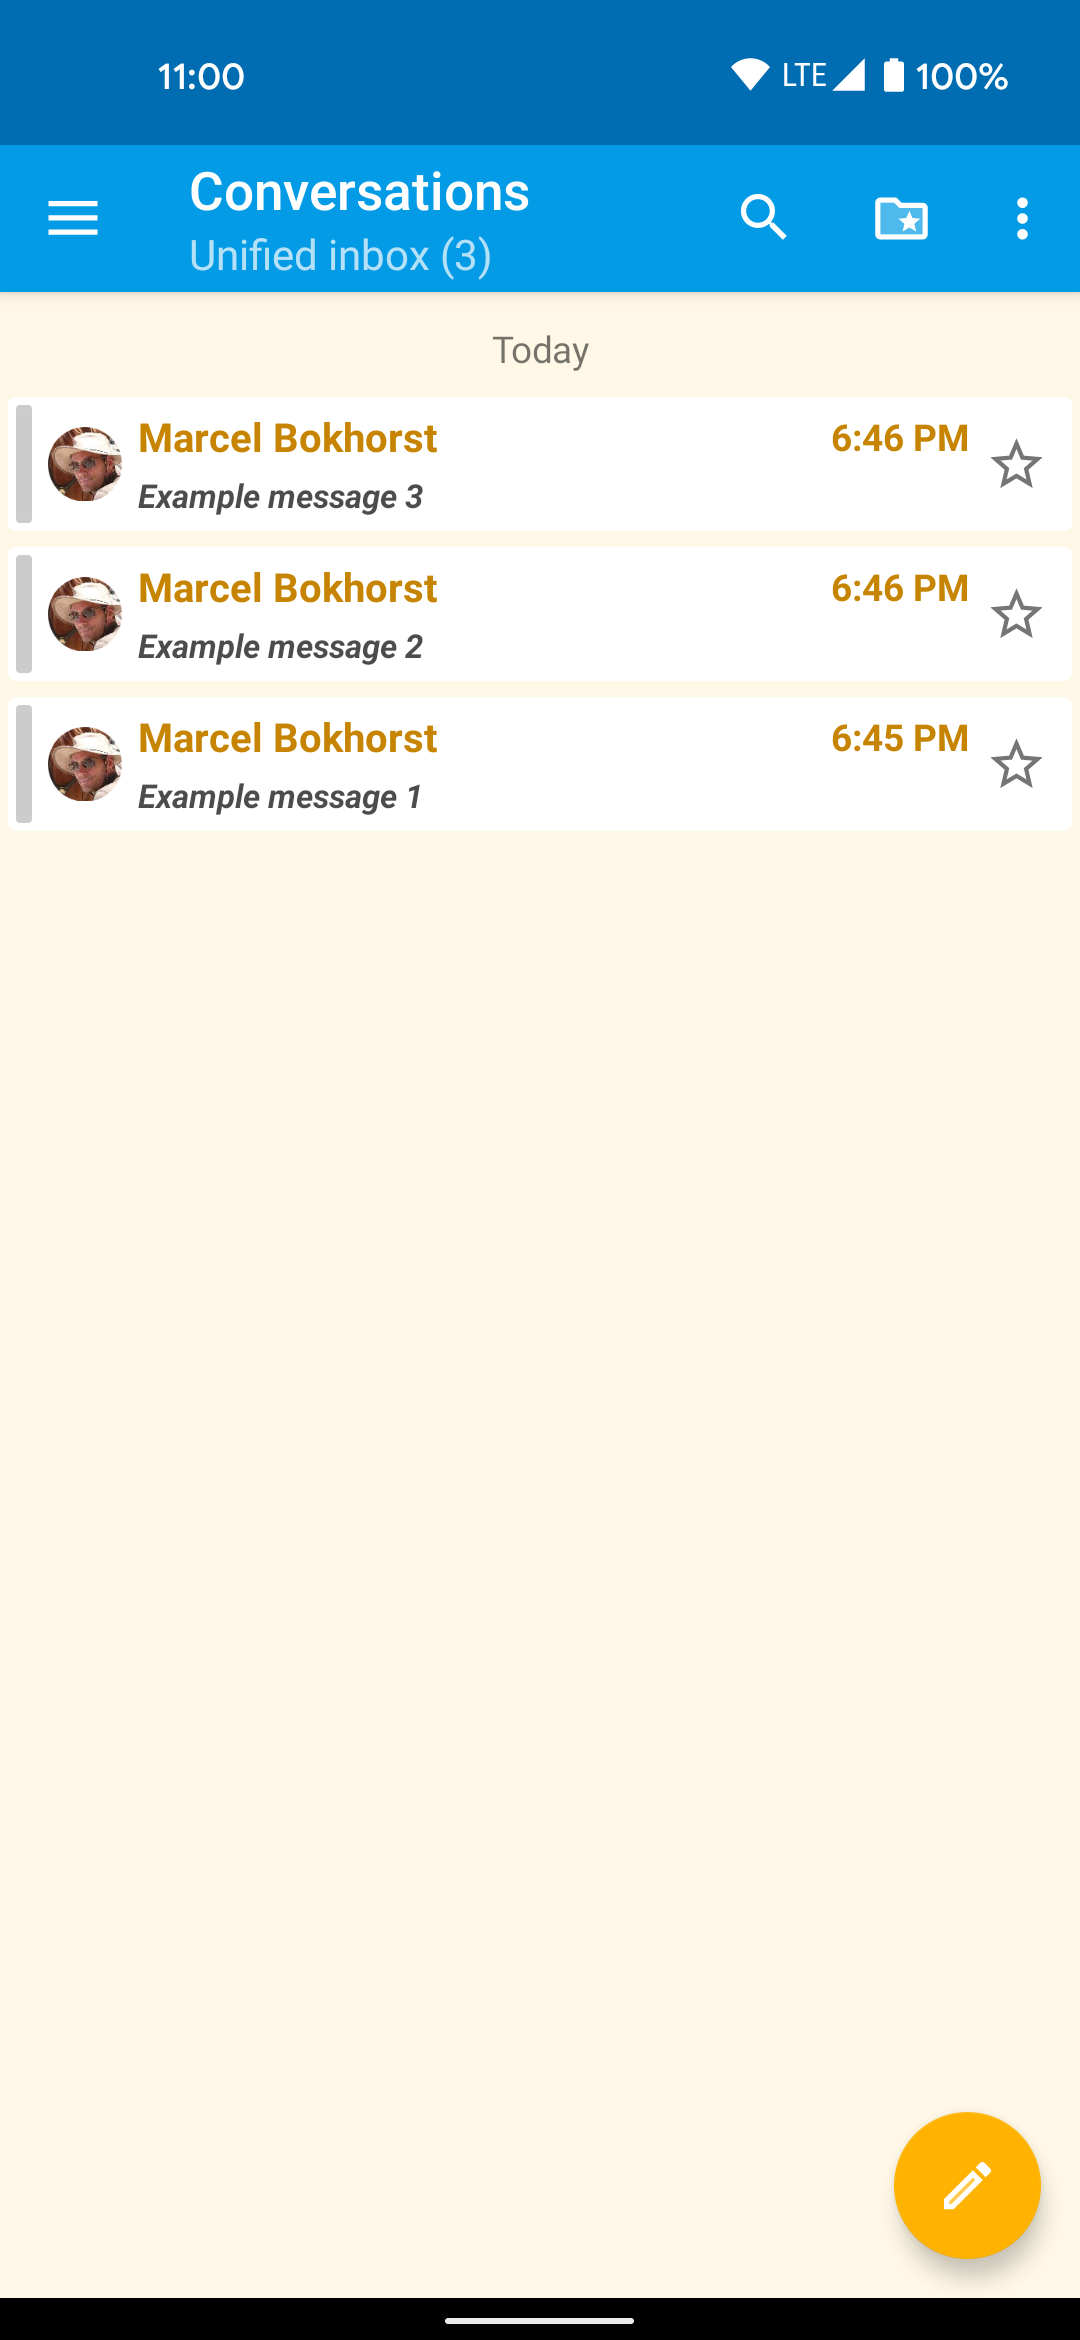 11:00 LTE 100%
Conversations
Unified inbox (3)
Today
Marcel Bokhorst 6:46 PM
Example message 3
Marcel Bokhorst 6:46 PM
Example message 2
Marcel Bokhorst 6:45 PM
Example message 1